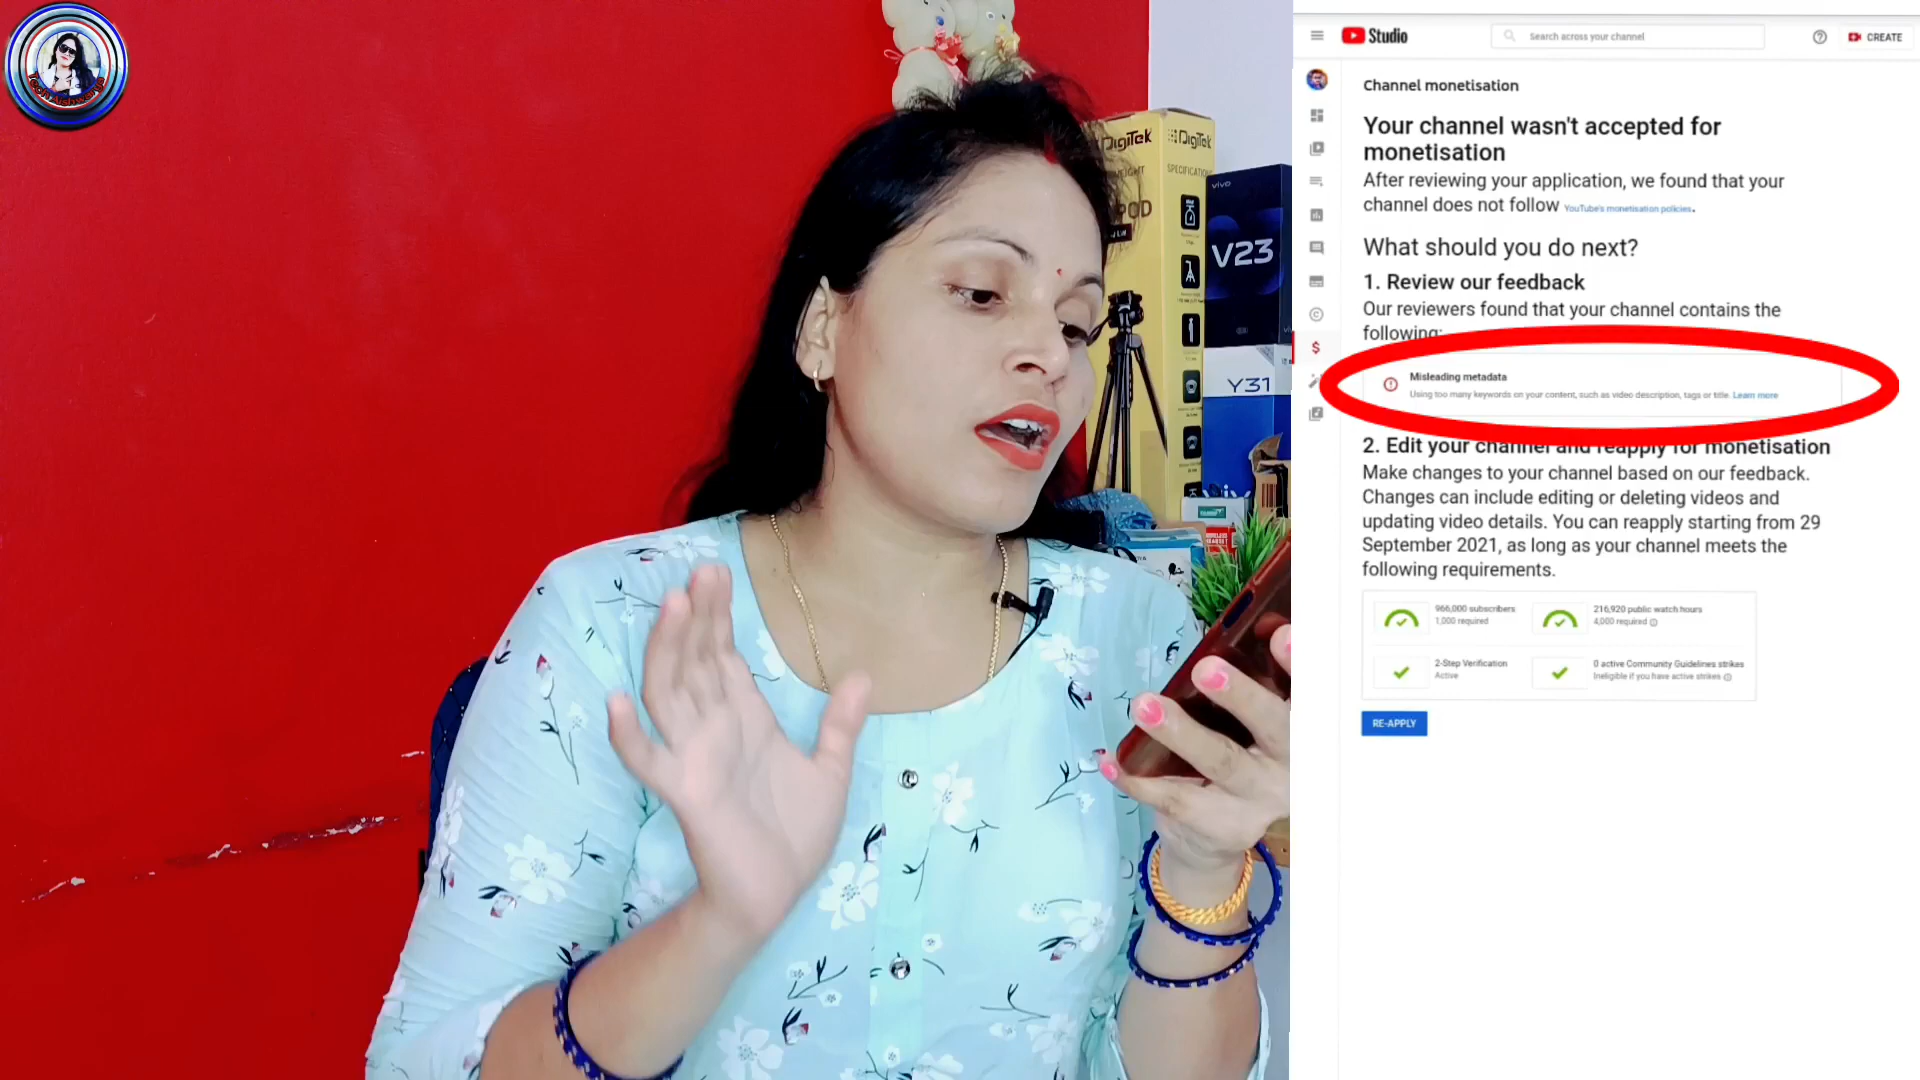 Tech Aishwarya
DigiTek
DigiTek
SPECIFICATIO
vivo
V23
Y31
Studio
Search across your channel
CREATE
Channel monetisation
Your channel wasn't accepted for
monetisation
After reviewing your application, we found that your
channel does not follow YouTube's monetisation policies.
What should you do next?
1. Review our feedback
Our reviewers found that your channel contains the
following:
Misleading metadata
Using too many keywords on your content, such as video description, tags or title. Learn more
2. Edit your channel and reapply for monetisation
Make changes to your channel based on our feedback.
Changes can include editing or deleting videos and
updating video details. You can reapply starting from 29
September 2021, as long as your channel meets the
following requirements.
966,000 subscribers
1,000 required
216,920 public watch hours
4,000 required
2-Step Verification
Active
0 active Community Guidelines strikes
Ineligible if you have active strikes
RE-APPLY